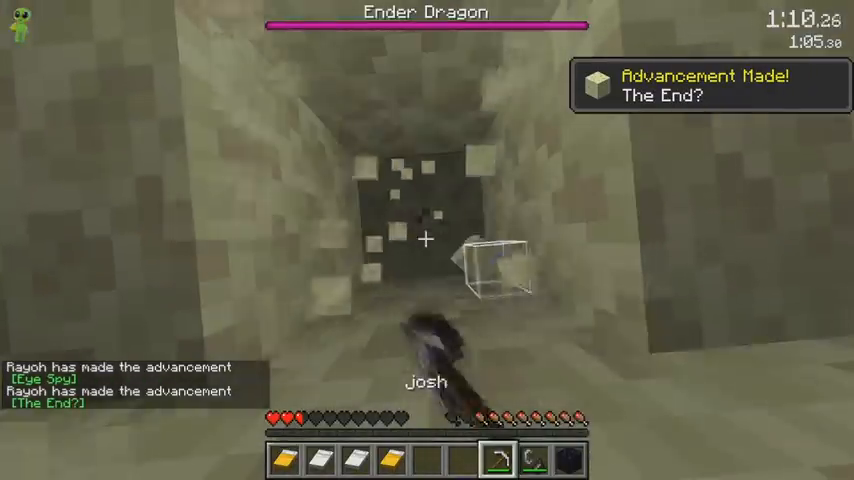 Ender Dragon
1:10.26
1:05.30
Advancement Made!
The End?
Rayoh has made the advancement
[Eye Spy]
Rayoh has made the advancement
[The End?]
josh